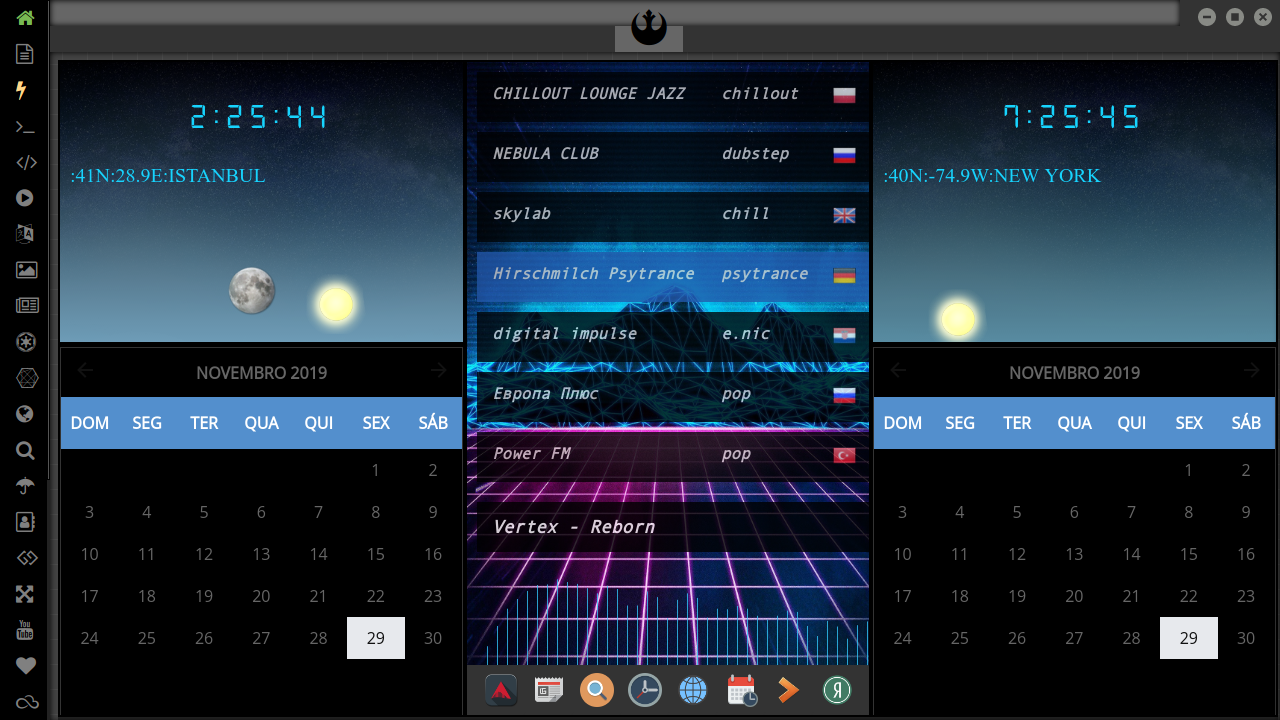 2:25:44
:41N:28.9E:ISTANBUL
NOVEMBRO 2019
DOM SEG TER QUA QUI SEX SÁB
1 2
3 4 5 6 7 8 9
10 11 12 13 14 15 16
17 18 19 20 21 22 23
24 25 26 27 28 29 30
CHILLOUT LOUNGE JAZZ chillout
NEBULA CLUB dubstep
skylab chill
Hirschmilch Psytrance psytrance
digital impulse e.nic
Европа Плюс pop
Power FM pop
Vertex - Reborn
7:25:45
:40N:-74.9W:NEW YORK
NOVEMBRO 2019
DOM SEG TER QUA QUI SEX SÁB
1 2
3 4 5 6 7 8 9
10 11 12 13 14 15 16
17 18 19 20 21 22 23
24 25 26 27 28 29 30
You
Tube
Я